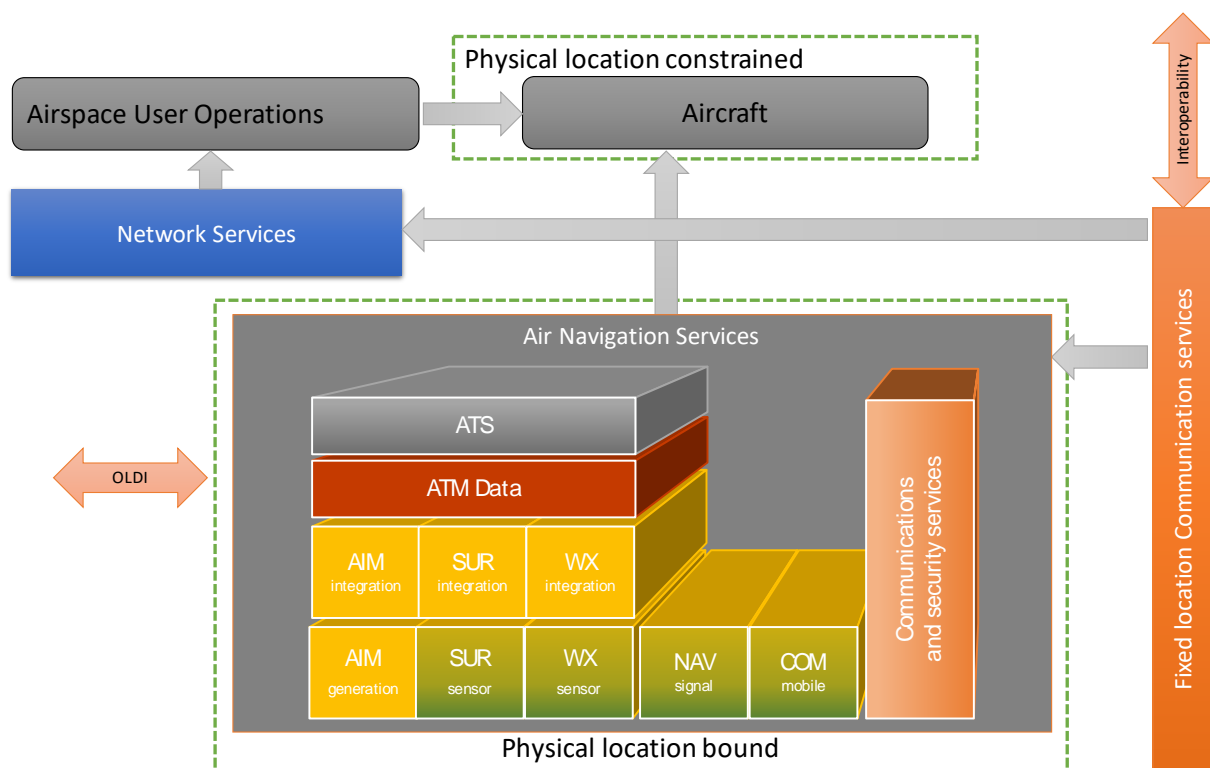 Physical location constrained
Airspace User Operations
Aircraft
Interoperability
Network Services
Air Navigation Services
ATS
ATM Data
OLDI
AIM
integration
SUR
integration
WX
integration
AIM
generation
SUR
sensor
WX
sensor
NAV
signal
COM
mobile
Communications
and security services
Fixed location Communication services
Physical location bound